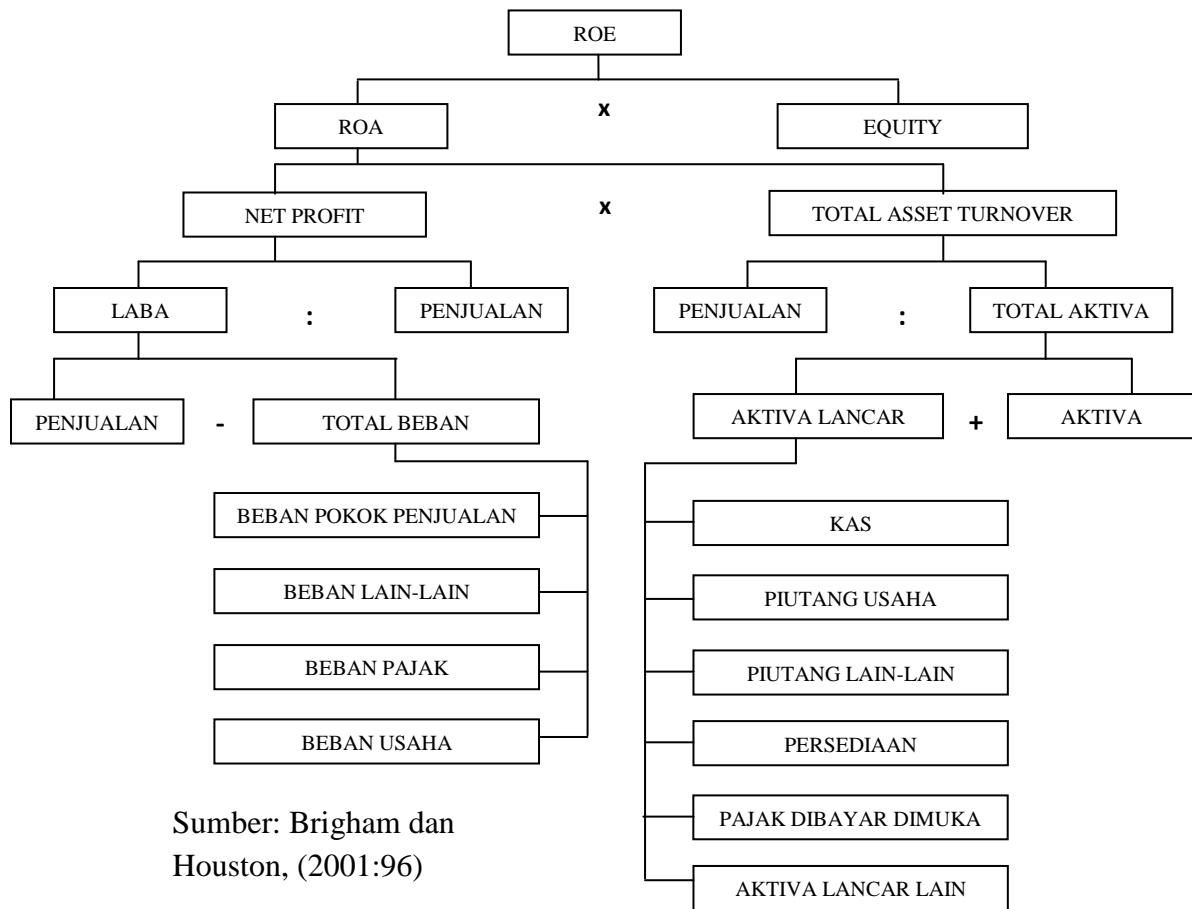 ROE
x
ROA
EQUITY
NET PROFIT
x
TOTAL ASSET TURNOVER
LABA
:
PENJUALAN
PENJUALAN
:
TOTAL AKTIVA
PENJUALAN
-
TOTAL BEBAN
AKTIVA LANCAR
+
AKTIVA
BEBAN POKOK PENJUALAN
BEBAN LAIN-LAIN
BEBAN PAJAK
BEBAN USAHA
KAS
PIUTANG USAHA
PIUTANG LAIN-LAIN
PERSEDIAAN
PAJAK DIBAYAR DIMUKA
AKTIVA LANCAR LAIN
Sumber: Brigham dan
Houston, (2001:96)